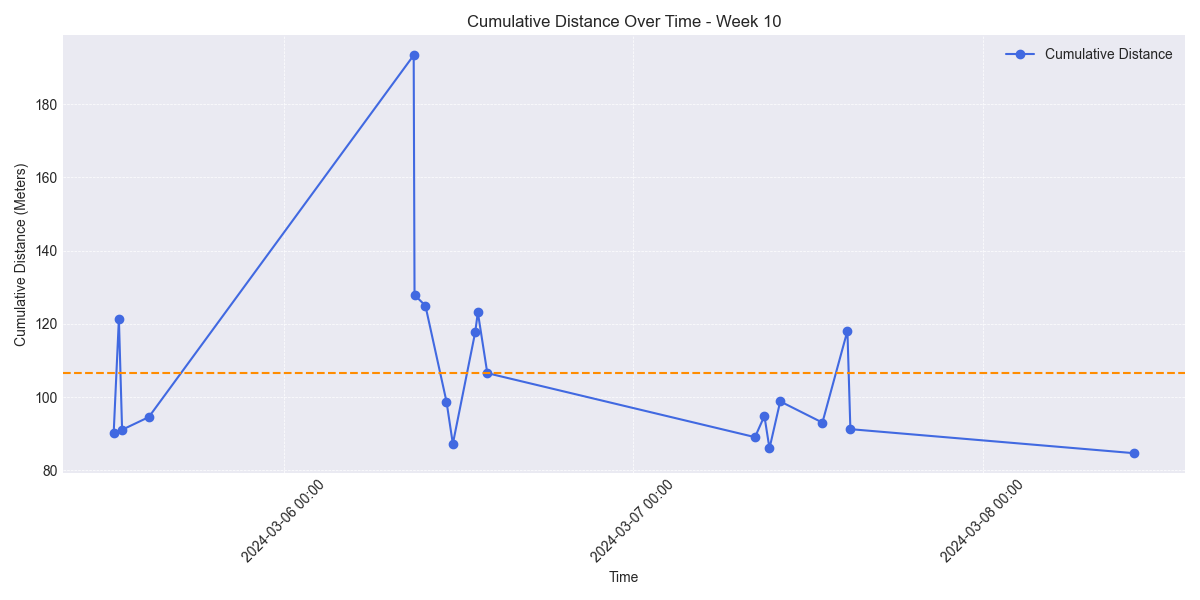 Cumulative Distance Over Time - Week 10
Cumulative Distance
Cumulative Distance (Meters)
180
160
140
120
100
80
2024-03-06 00:00
2024-03-07 00:00
2024-03-08 00:00
Time